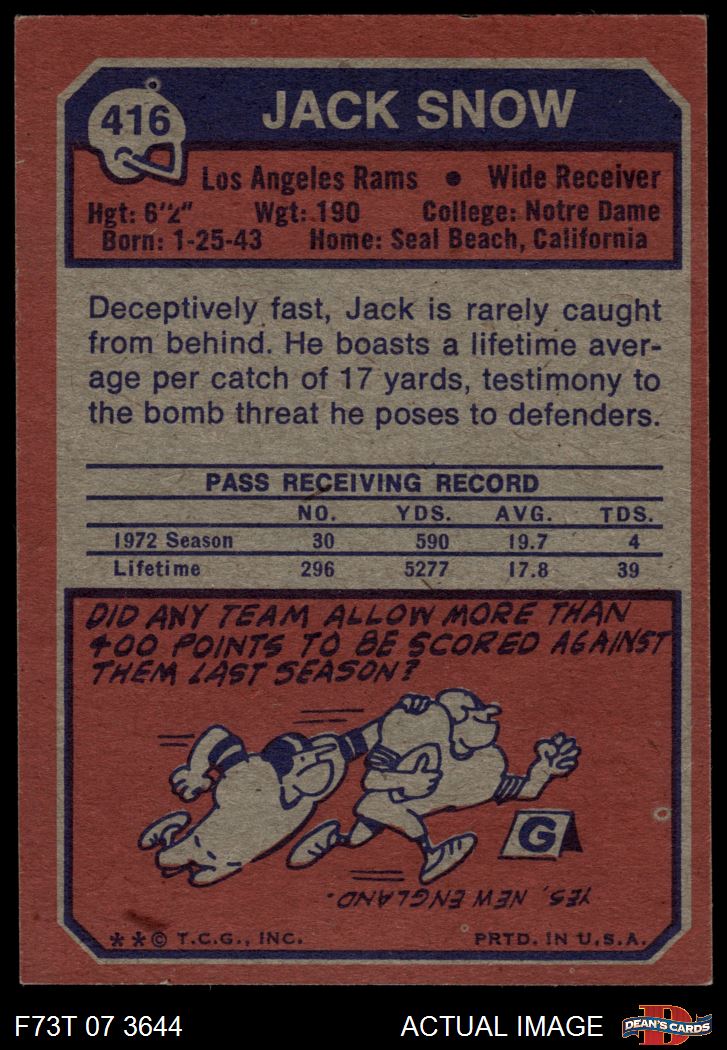 416
JACK SNOW
Los Angeles Rams • Wide Receiver
Hgt: 6'2" Wgt: 190 College: Notre Dame
Born: 1-25-43 Home: Seal Beach, California
Deceptively fast, Jack is rarely caught
from behind. He boasts a lifetime aver-
age per catch of 17 yards, testimony to
the bomb threat he poses to defenders.
PASS RECEIVING RECORD
NO. YDS. AVG. TDS.
1972 Season 30 590 19.7 4
Lifetime 296 5277 17.8 39
DID ANY TEAM ALLOW MORE THAN
400 POINTS TO BE SCORED AGAINST
THEM LAST SEASON?
G
YES, NEW ENGLAND.
**© T.C.G., INC. PRTD. IN U.S.A.
F73T 07 3644 ACTUAL IMAGE
D
DEAN'S CARDS